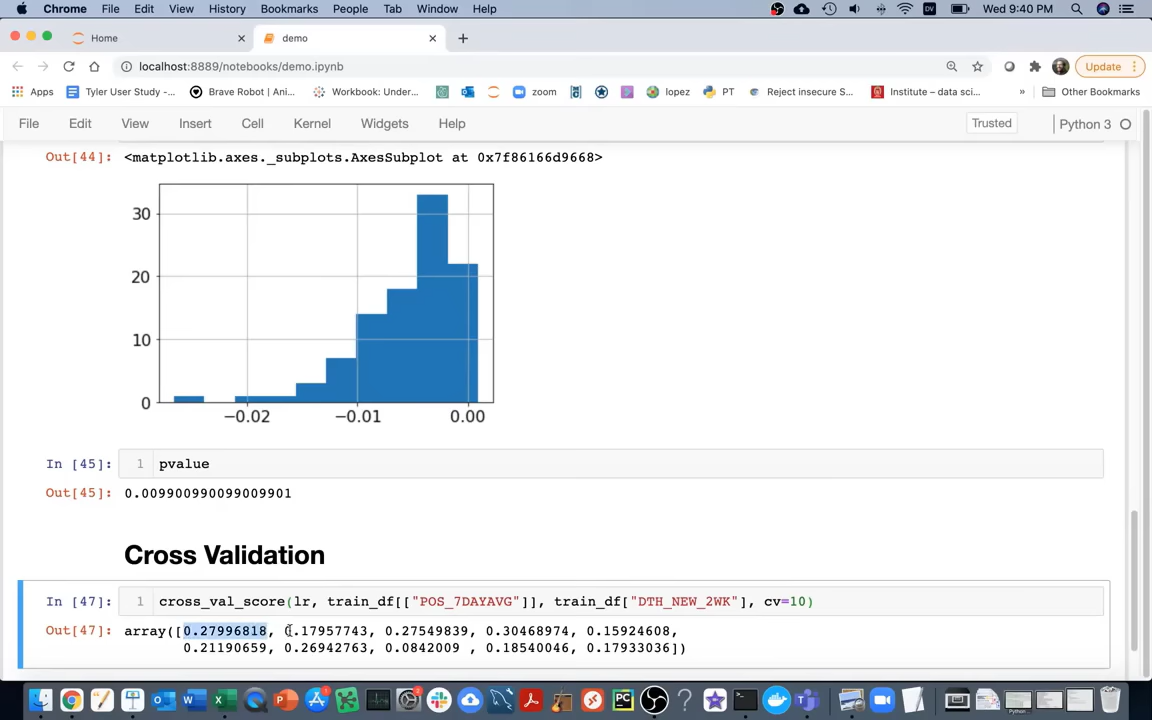 Chrome File Edit View History Bookmarks People Tab Window Help DV Wed 9:40 PM
Home demo
localhost:8889/notebooks/demo.ipynb Update
Apps Tyler User Study -... Brave Robot | Ani... Workbook: Under... zoom lopez PT Reject insecure S... Institute – data sci... » Other Bookmarks
File Edit View Insert Cell Kernel Widgets Help Trusted Python 3
Out[44]: <matplotlib.axes._subplots.AxesSubplot at 0x7f86166d9668>
30
20
10
0
−0.02 −0.01 0.00
In [45]: 1 pvalue
Out[45]: 0.009900990099009901
Cross Validation
In [47]: 1 cross_val_score(lr, train_df[["POS_7DAYAVG"]], train_df["DTH_NEW_2WK"], cv=10)
Out[47]: array([0.27996818, 0.17957743, 0.27549839, 0.30468974, 0.15924608,
0.21190659, 0.26942763, 0.0842009 , 0.18540046, 0.17933036])